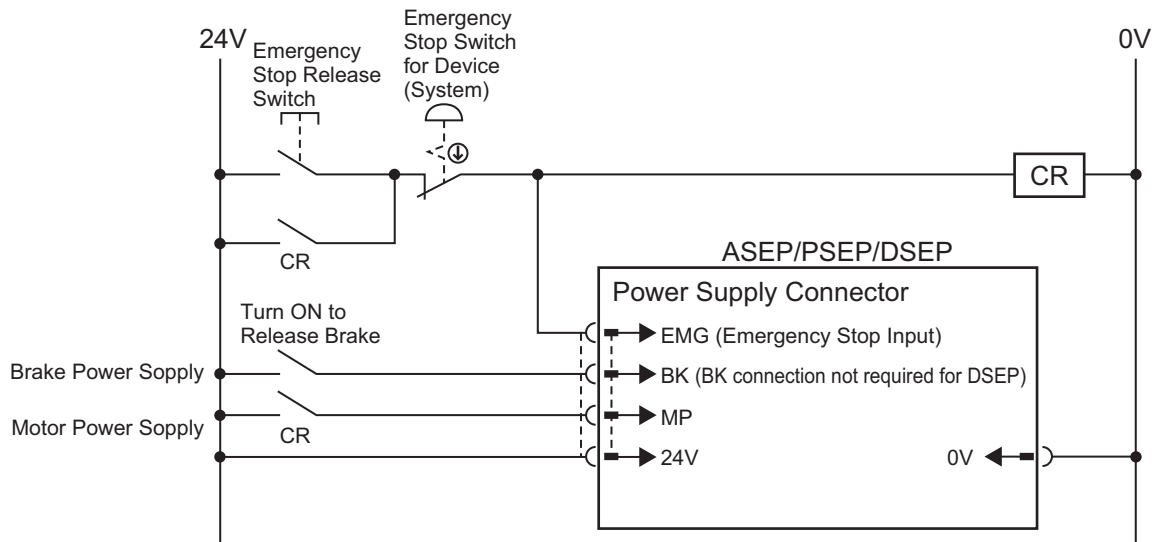 24V
Emergency
Stop Release
Switch
Emergency
Stop Switch
for Device
(System)
0V
CR
CR
ASEP/PSEP/DSEP
Power Supply Connector
Turn ON to
Release Brake
EMG (Emergency Stop Input)
Brake Power Sopply
BK (BK connection not required for DSEP)
Motor Power Sopply
CR
MP
24V
0V